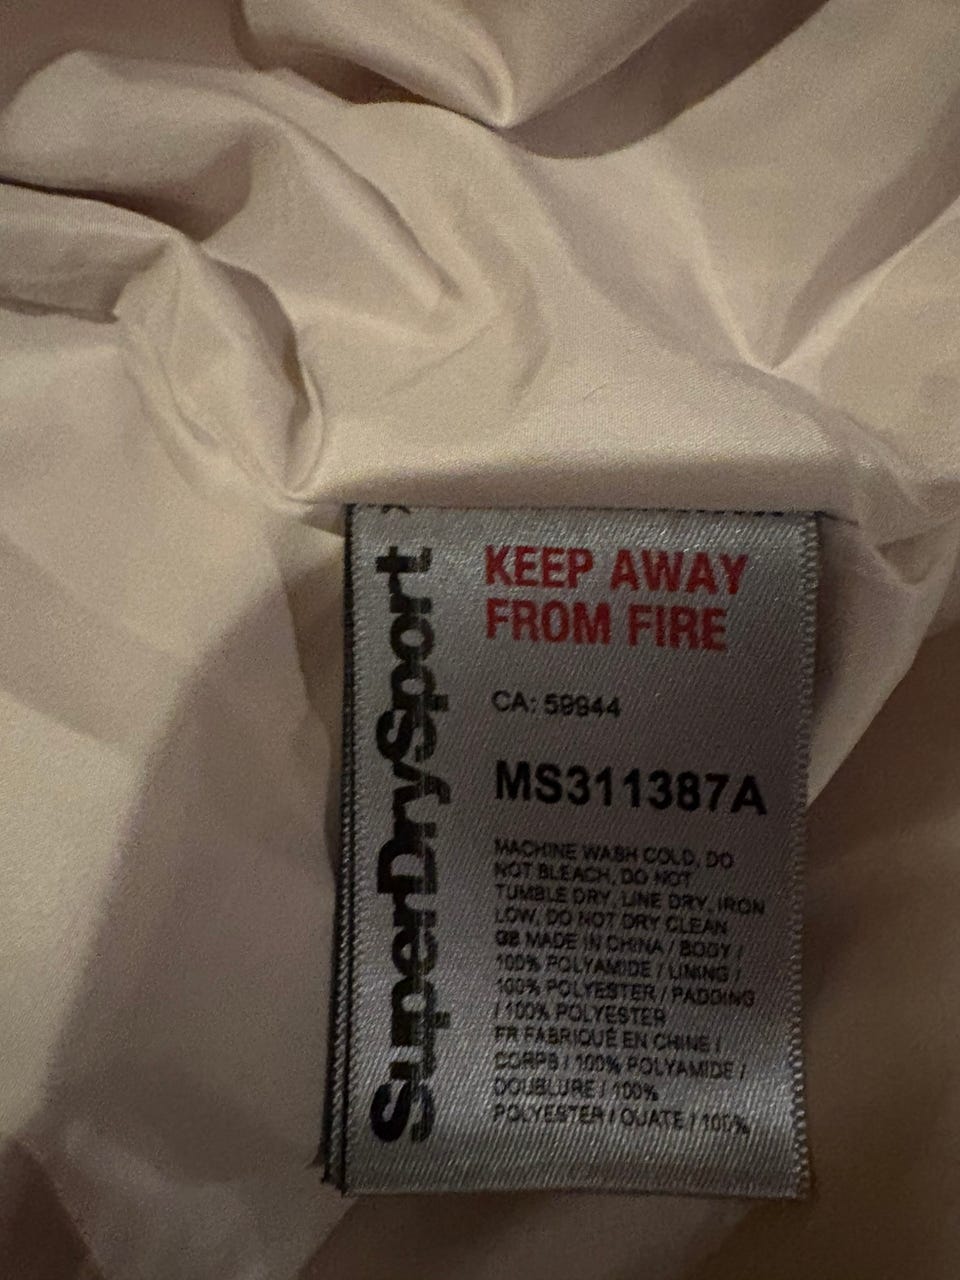 SuperDrySport
KEEP AWAY
FROM FIRE
CA: 59944
MS311387A
MACHINE WASH COLD, DO
NOT BLEACH, DO NOT
TUMBLE DRY, LINE DRY, IRON
LOW, DO NOT DRY CLEAN
GB MADE IN CHINA / BODY /
100% POLYAMIDE / LINING /
100% POLYESTER / PADDING
/ 100% POLYESTER
FR FABRIQUÉ EN CHINE /
CORPS / 100% POLYAMIDE /
DOUBLURE / 100%
POLYESTER / OUATE / 100%